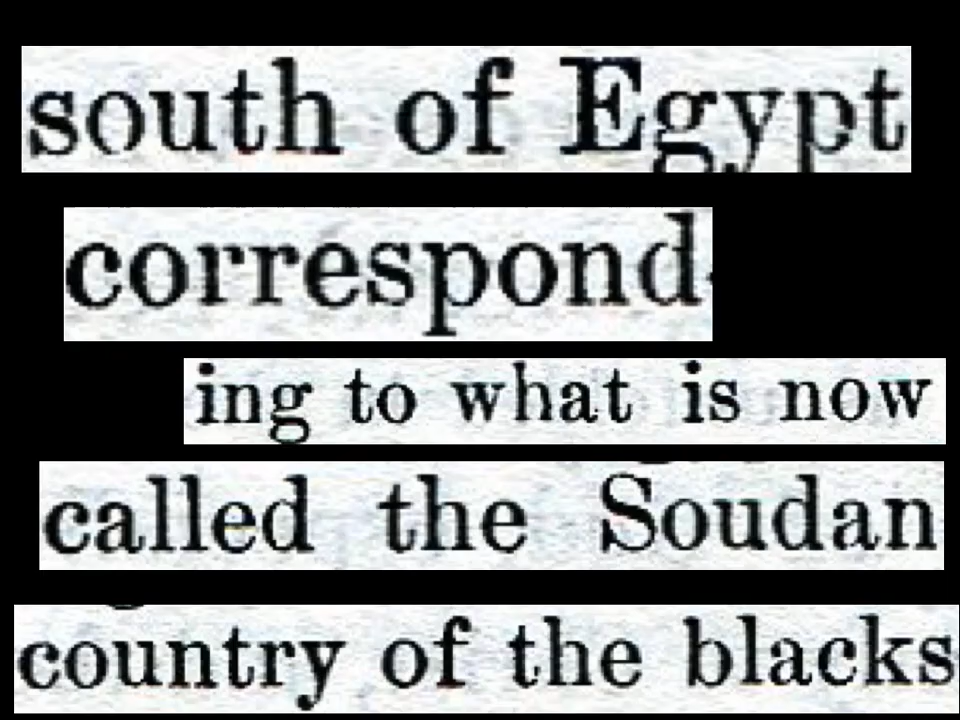 south of Egypt
correspond-
ing to what is now
called the Soudan
country of the blacks